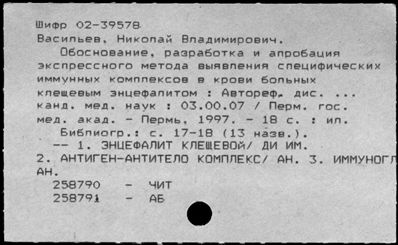 Шифр 02-39578
Васильев, Николай Владимирович.
Обоснование, разработка и апробация
экспрессного метода выявления специфических
иммунных комплексов в крови больных
клещевым энцефалитом : Автореф. дис. ...
канд. мед. наук : 03.00.07 / Перм. гос.
мед. акад. - Пермь, 1997. - 18 с. : ил.
Библиогр.: с. 17-18 (13 назв.).
-- 1. ЭНЦЕФАЛИТ КЛЕЩЕВОЙ/ ДИ ИМ.
2. АНТИГЕН-АНТИТЕЛО КОМПЛЕКС/ АН. 3. ИММУНОГЛ
АН.
258790 - ЧИТ
258791 - АБ